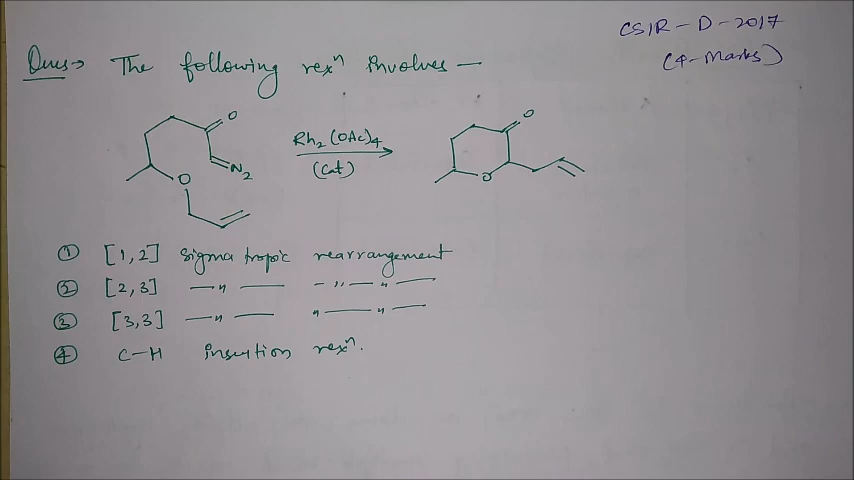 CSIR-D-2017
(4-Marks)
Ques→ The following rexⁿ involves —
O
N₂
O
Rh₂(OAc)₄
(Cat)
O
O
① [1,2] Sigma tropic rearrangement
② [2,3] —"— —"—"—
③ [3,3] —"— "—"—
④ C-H insertion rexⁿ.